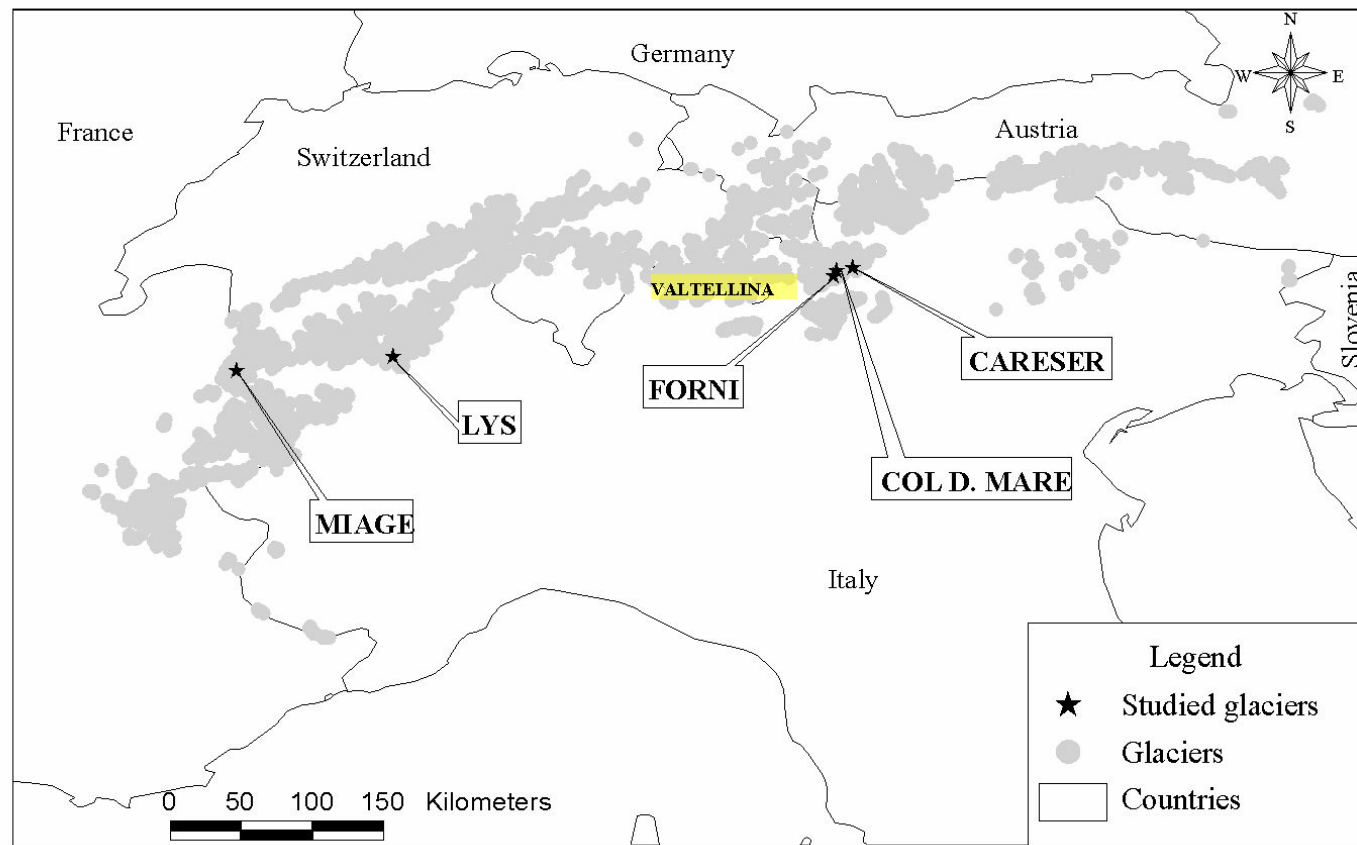 N
W
E
S
Germany
France
Austria
Switzerland
VALTELLINA
Slovenia
CARESER
FORNI
LYS
COL D. MARE
MIAGE
Italy
Legend
Studied glaciers
Glaciers
Countries
0 50 100 150 Kilometers